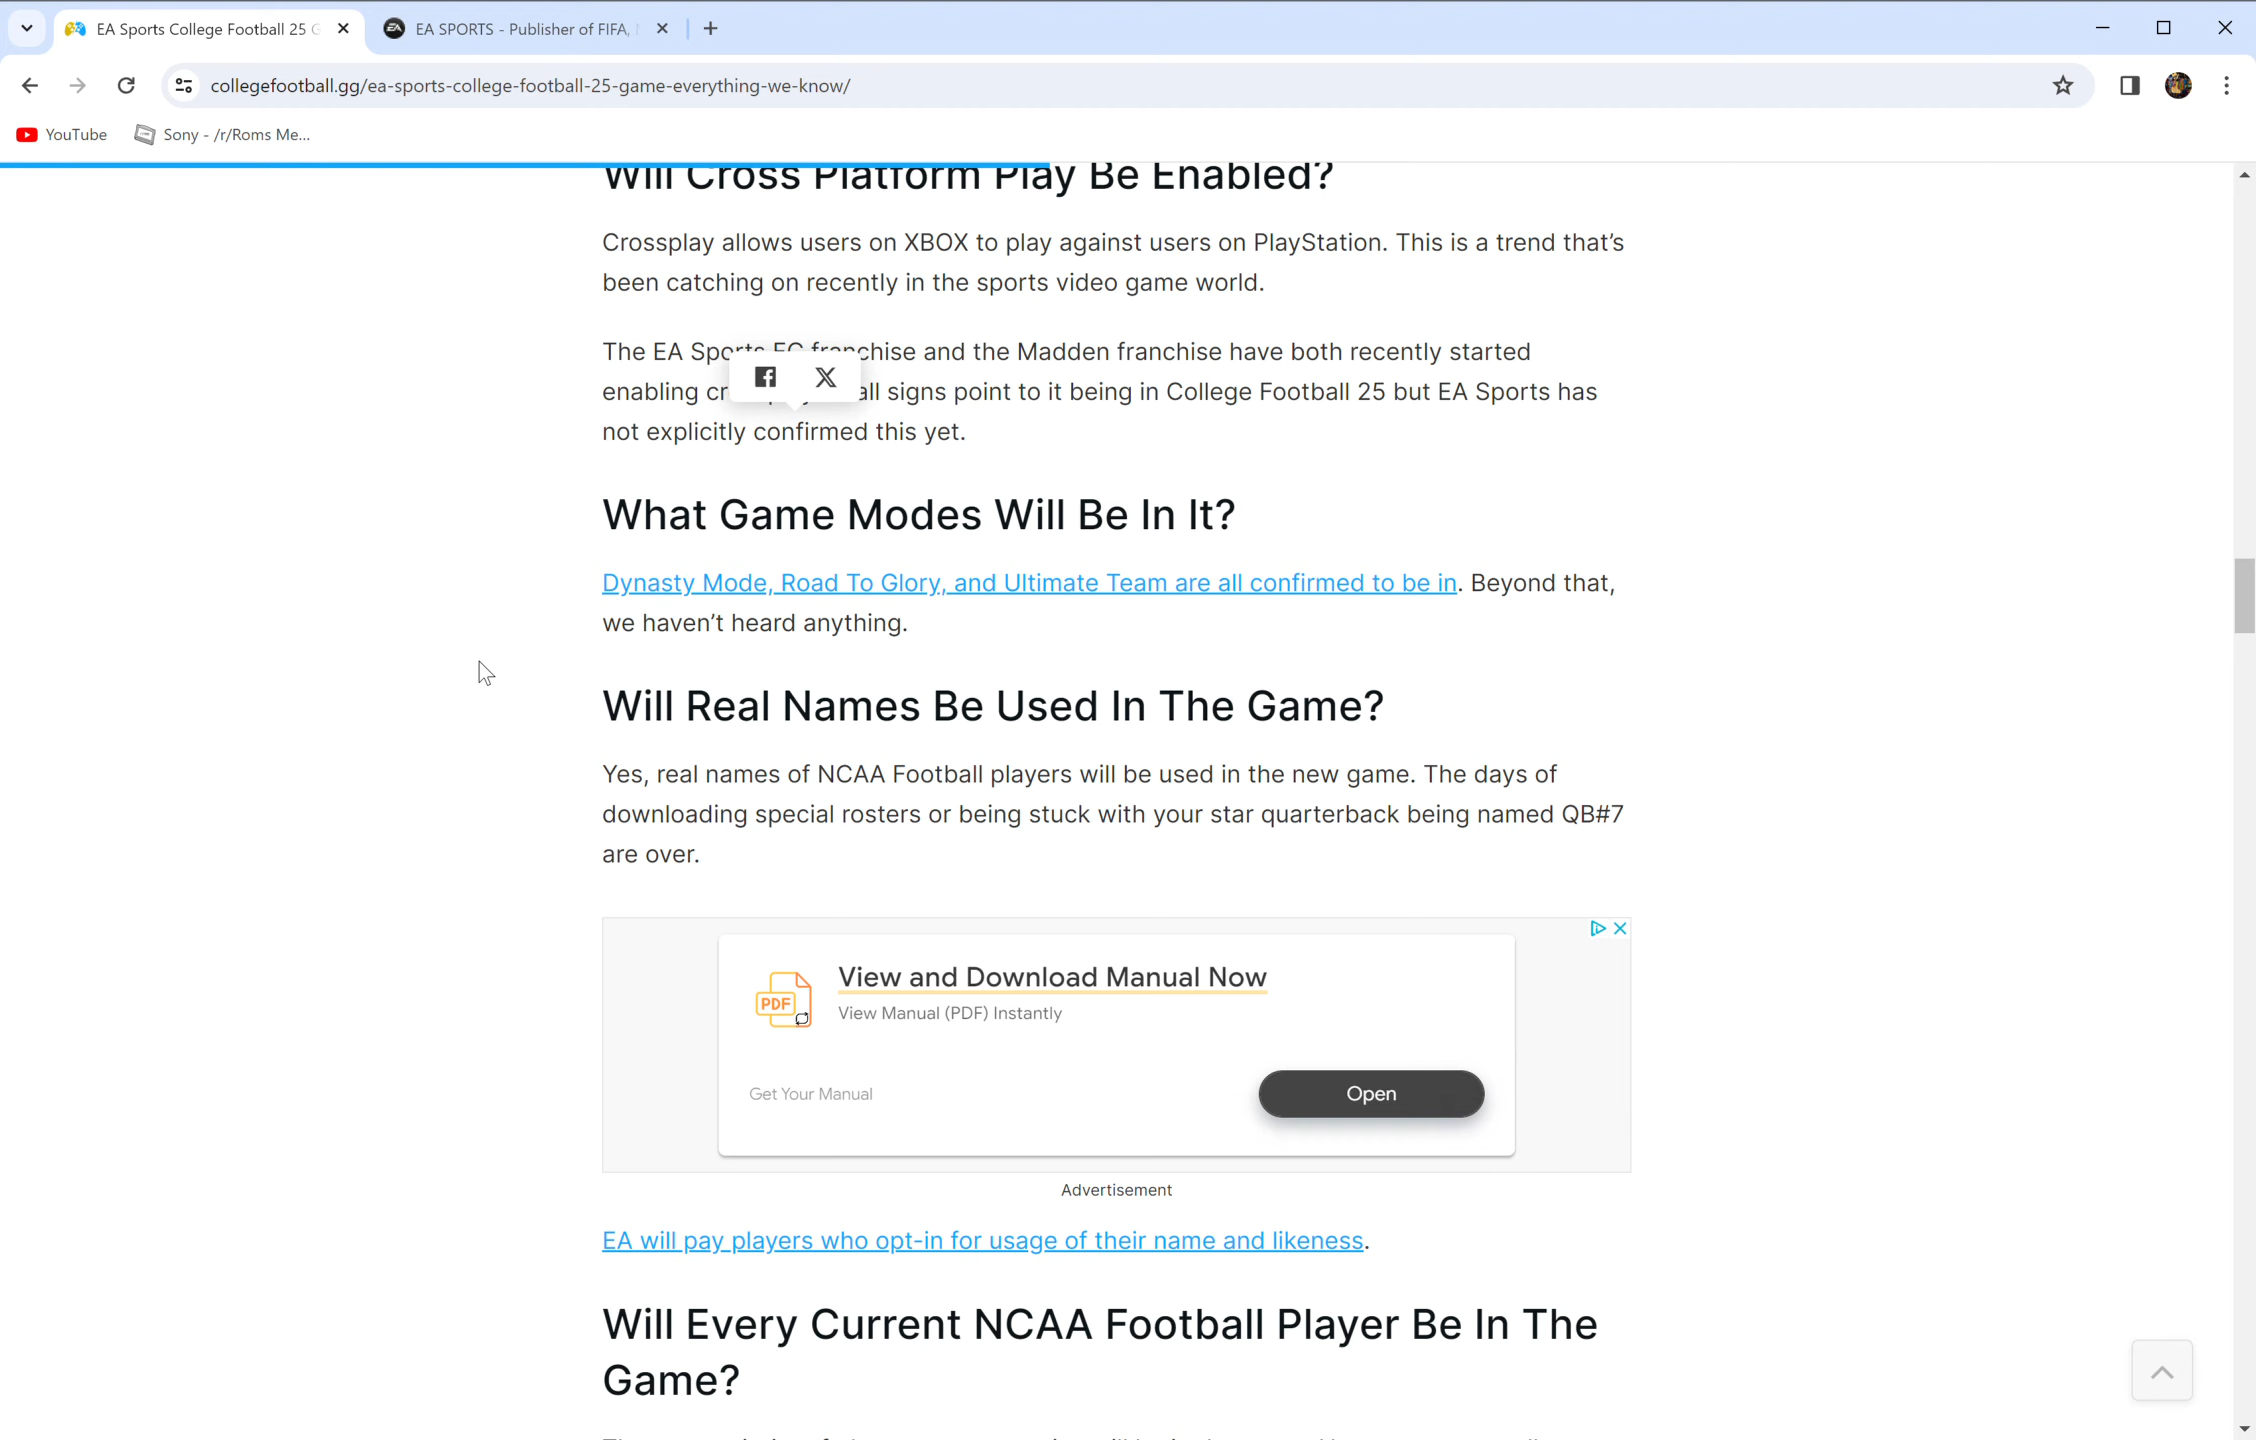 EA Sports College Football 25 G
EA SPORTS - Publisher of FIFA,
collegefootball.gg/ea-sports-college-football-25-game-everything-we-know/
YouTube
Sony - /r/Roms Me...
Will Cross Platform Play Be Enabled?
Crossplay allows users on XBOX to play against users on PlayStation. This is a trend that’s
been catching on recently in the sports video game world.
The EA Sports FC franchise and the Madden franchise have both recently started
enabling all signs point to it being in College Football 25 but EA Sports has
not explicitly confirmed this yet.
What Game Modes Will Be In It?
Dynasty Mode, Road To Glory, and Ultimate Team are all confirmed to be in. Beyond that,
we haven’t heard anything.
Will Real Names Be Used In The Game?
Yes, real names of NCAA Football players will be used in the new game. The days of
downloading special rosters or being stuck with your star quarterback being named QB#7
are over.
View and Download Manual Now
PDF
View Manual (PDF) Instantly
Get Your Manual
Open
Advertisement
EA will pay players who opt-in for usage of their name and likeness.
Will Every Current NCAA Football Player Be In The
Game?